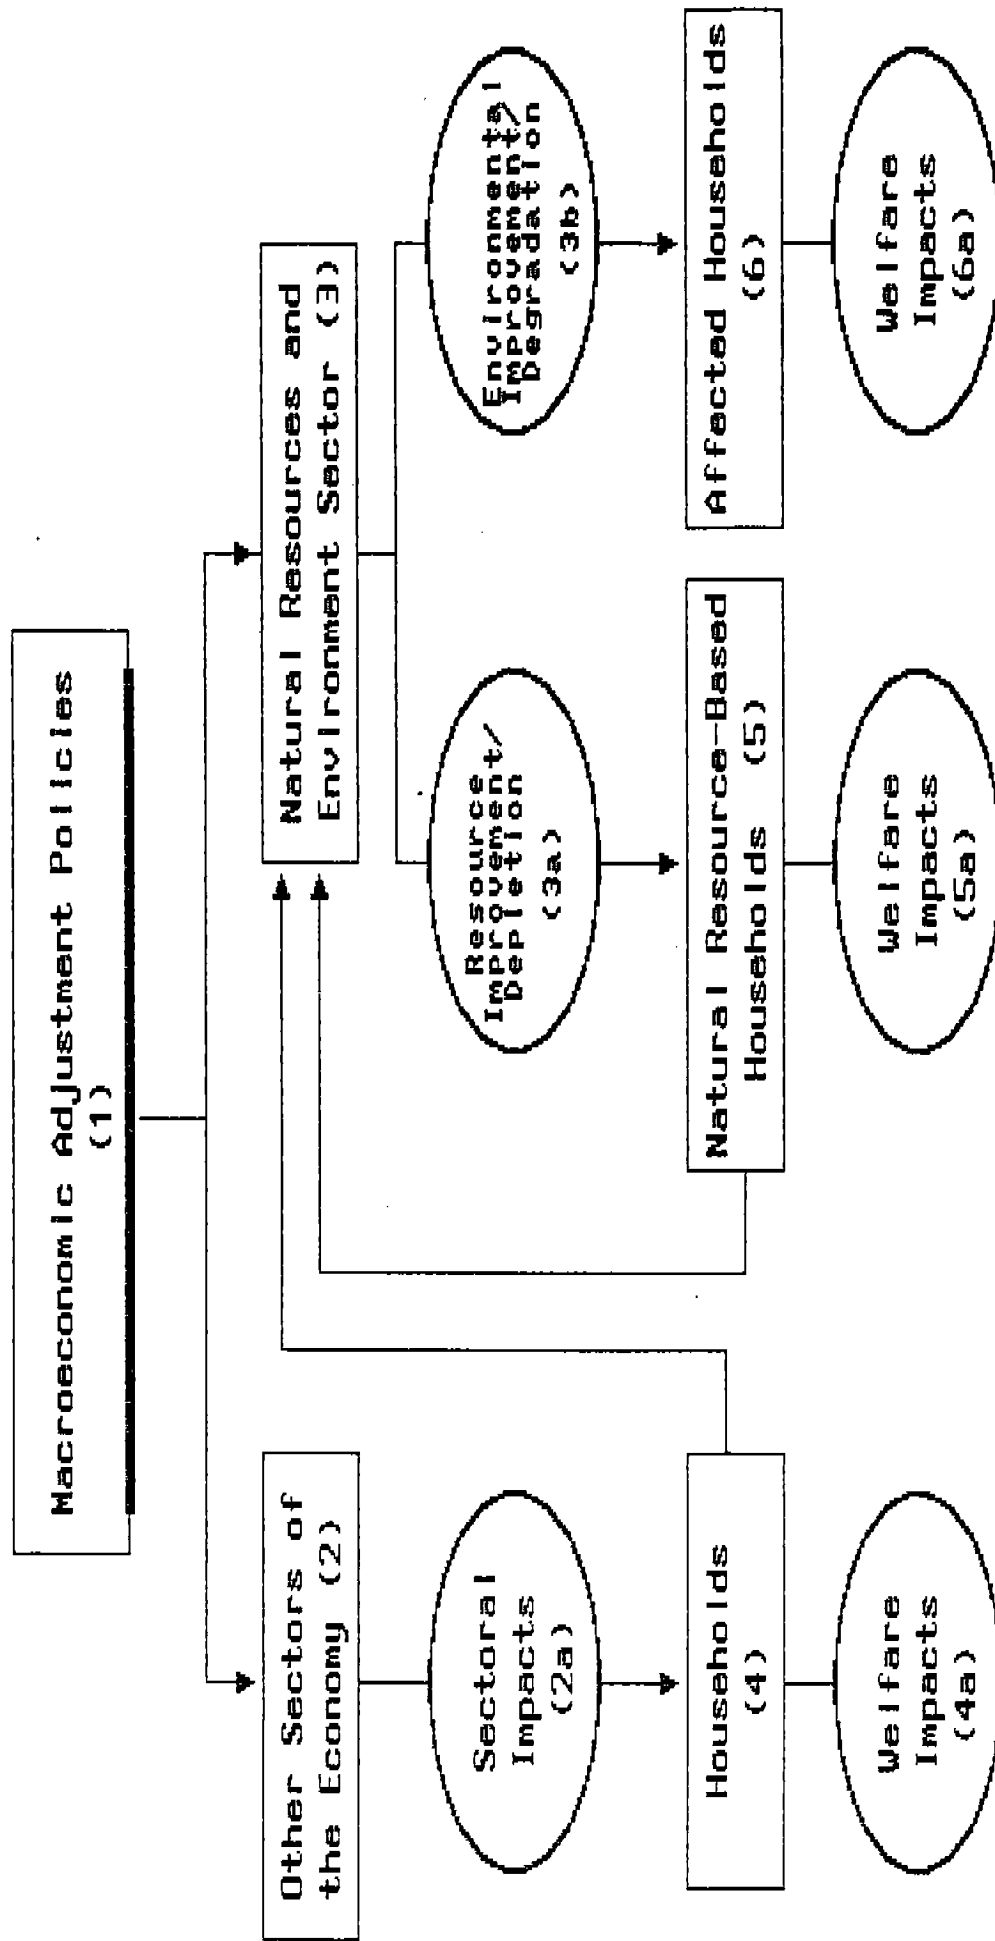 Macroeconomic Adjustment Policies
(1)
Other Sectors of
the Economy (2)
Natural Resources and
Environment Sector (3)
Sectoral
Impacts
(2a)
Resource
Improvement/
Depletion
(3a)
Environmental
Improvement/
Degradation
(3b)
Households
(4)
Natural Resource-Based
Households (5)
Affected Households
(6)
Welfare
Impacts
(4a)
Welfare
Impacts
(5a)
Welfare
Impacts
(6a)